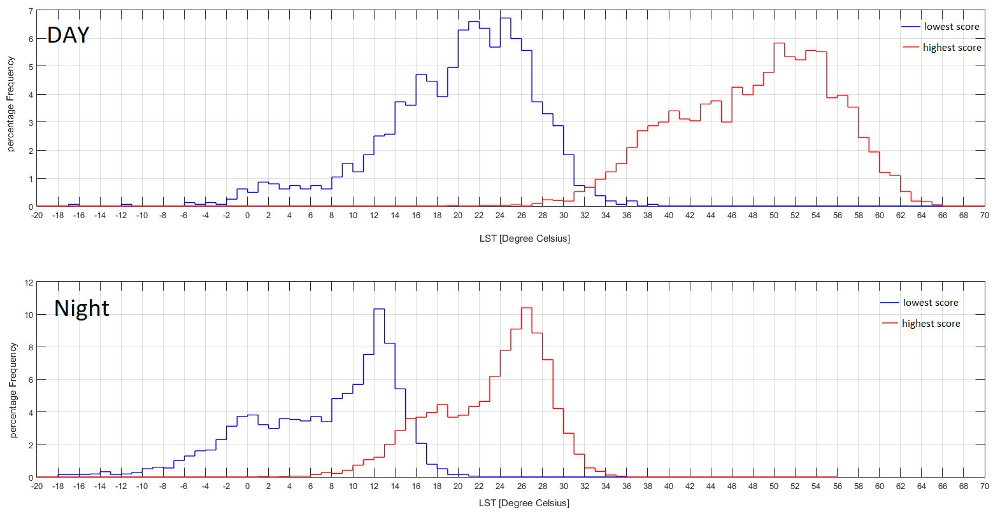 DAY
lowest score
highest score
percentage Frequency
7
6
5
4
3
2
1
0
-20 -18 -16 -14 -12 -10 -8 -6 -4 -2 0 2 4 6 8 10 12 14 16 18 20 22 24 26 28 30 32 34 36 38 40 42 44 46 48 50 52 54 56 58 60 62 64 66 68 70
LST [Degree Celsius]
Night
lowest score
highest score
percentage Frequency
12
10
8
6
4
2
0
-20 -18 -16 -14 -12 -10 -8 -6 -4 -2 0 2 4 6 8 10 12 14 16 18 20 22 24 26 28 30 32 34 36 38 40 42 44 46 48 50 52 54 56 58 60 62 64 66 68 70
LST [Degree Celsius]